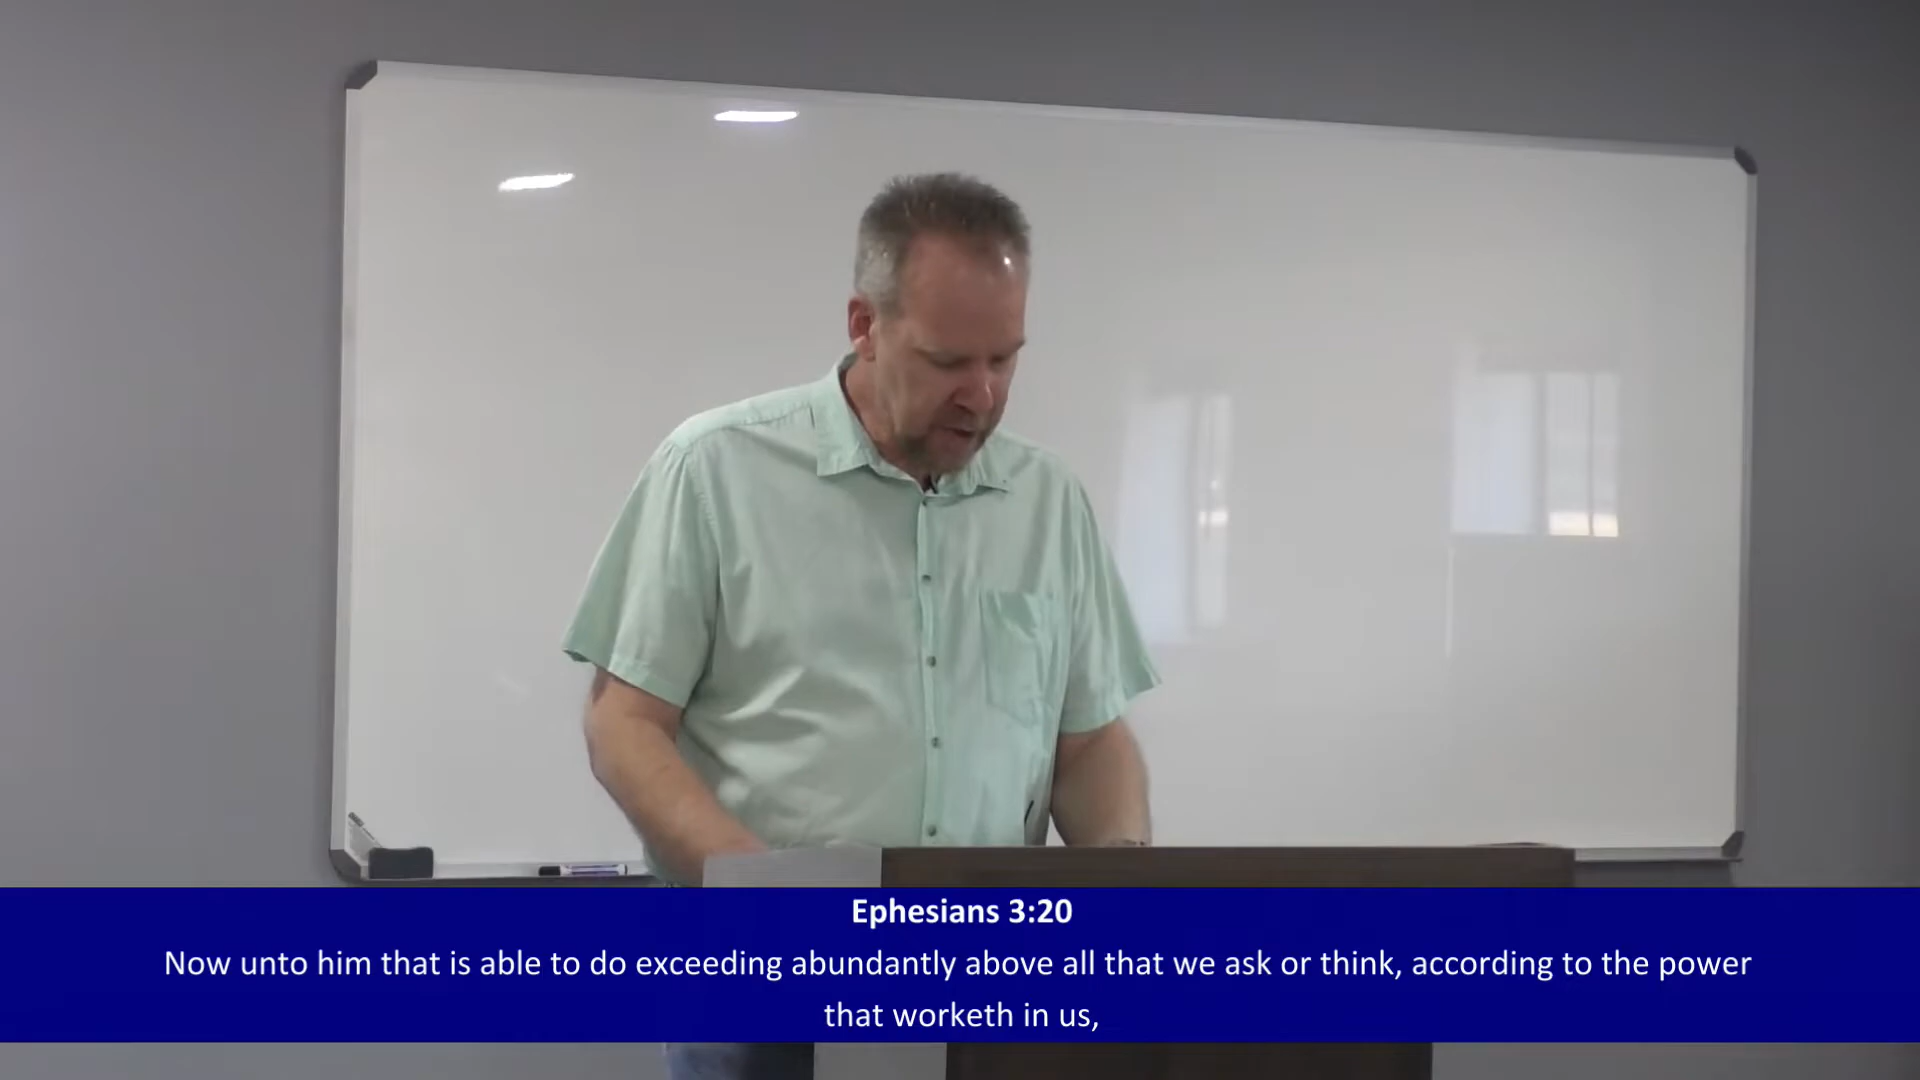 Ephesians 3:20
Now unto him that is able to do exceeding abundantly above all that we ask or think, according to the power
that worketh in us,